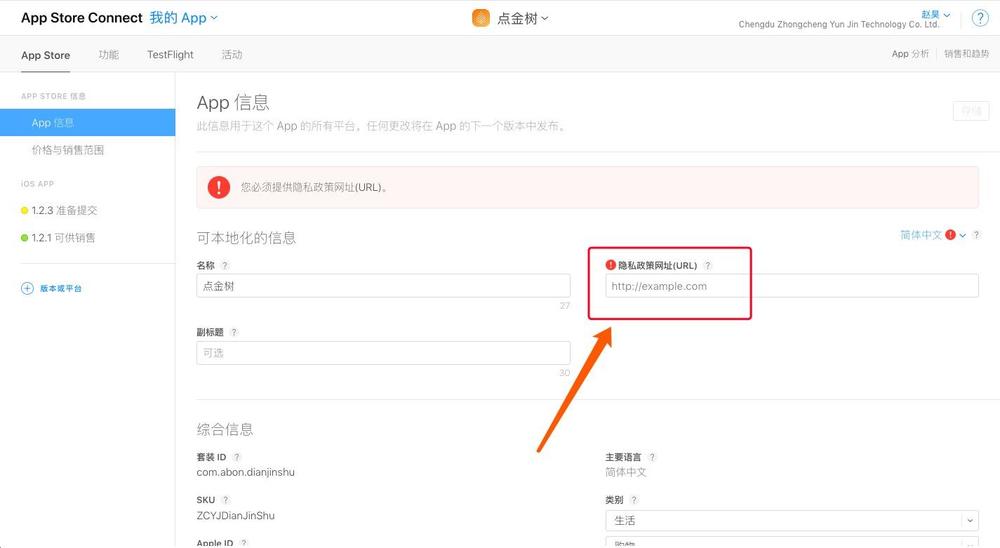 App Store Connect 我的 App
点金树
赵昊
Chengdu Zhongcheng Yun Jin Technology Co. Ltd.
?
App Store 功能 TestFlight 活动
App 分析 销售和趋势
APP STORE 信息
App 信息
价格与销售范围
iOS APP
1.2.3 准备提交
1.2.1 可供销售
版本或平台
App 信息
存储
此信息用于这个 App 的所有平台，任何更改将在 App 的下一个版本中发布。
您必须提供隐私政策网址(URL)。
可本地化的信息
简体中文 ?
名称 ?
点金树
27
隐私政策网址(URL) ?
http://example.com
副标题 ?
可选
30
综合信息
套装 ID ?
com.abon.dianjinshu
主要语言 ?
简体中文
SKU ?
ZCYJDianJinShu
类别 ?
生活
Apple ID ?
购物